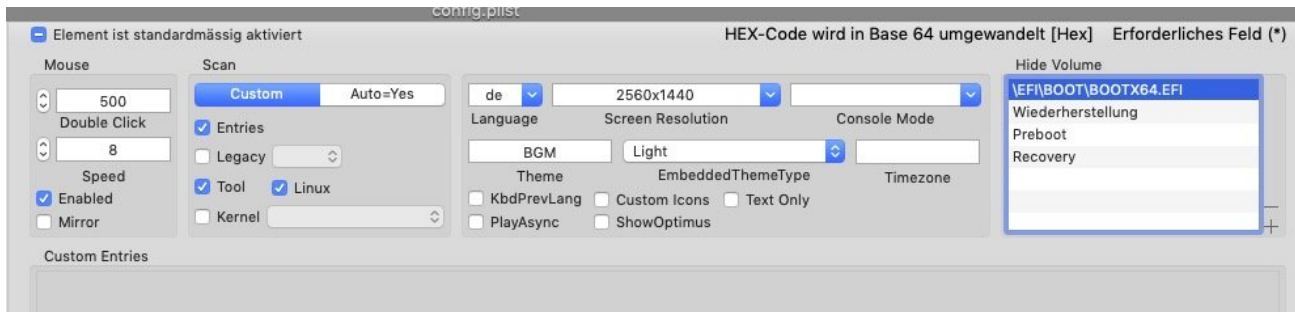 config.plist
Element ist standardmässig aktiviert
HEX-Code wird in Base 64 umgewandelt [Hex] Erforderliches Feld (*)
Mouse
500
Double Click
8
Speed
Enabled
Mirror
Scan
Custom Auto=Yes
Entries
Legacy
Tool Linux
Kernel
de 2560x1440
Language Screen Resolution Console Mode
BGM Light
Theme EmbeddedThemeType Timezone
KbdPrevLang Custom Icons Text Only
PlayAsync ShowOptimus
Hide Volume
\EFI\BOOT\BOOTX64.EFI
Wiederherstellung
Preboot
Recovery
Custom Entries